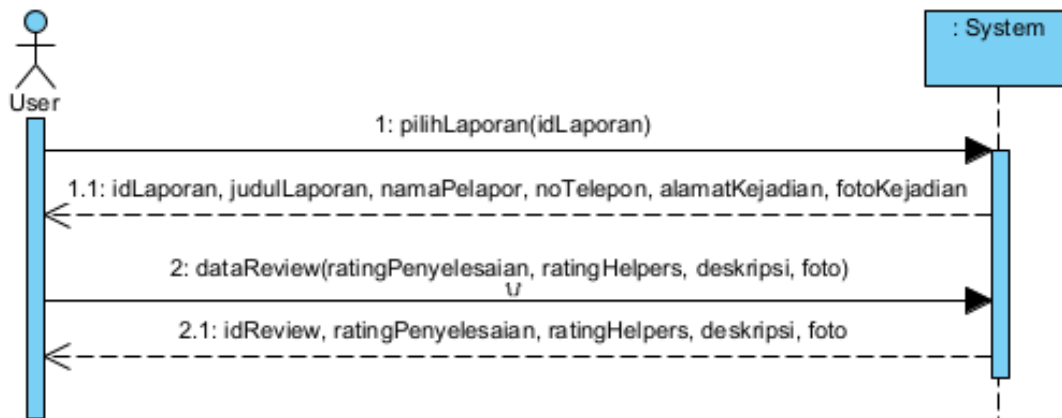 : System
User
1: pilihLaporan(idLaporan)
1.1: idLaporan, judulLaporan, namaPelapor, noTelepon, alamatKejadian, fotoKejadian
2: dataReview(ratingPenyelesaian, ratingHelpers, deskripsi, foto)
2.1: idReview, ratingPenyelesaian, ratingHelpers, deskripsi, foto